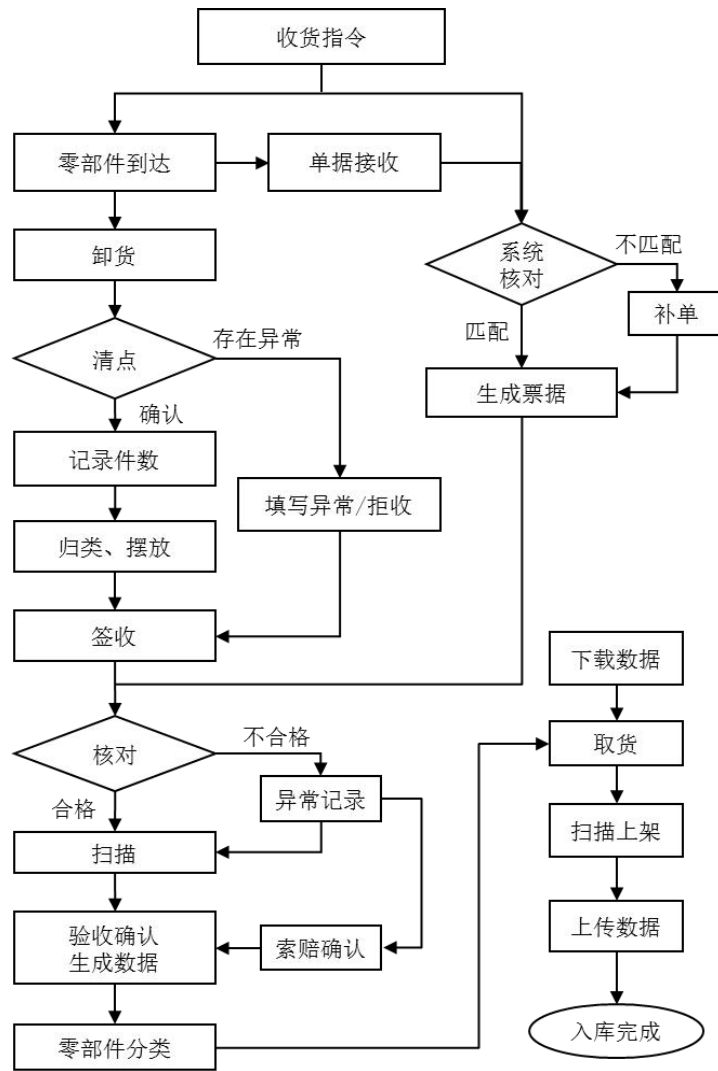 收货指令
零部件到达
单据接收
卸货
系统
核对
不匹配
补单
匹配
清点
存在异常
生成票据
确认
记录件数
填写异常/拒收
归类、摆放
签收
下载数据
核对
不合格
取货
异常记录
合格
扫描
扫描上架
验收确认
生成数据
索赔确认
上传数据
零部件分类
入库完成